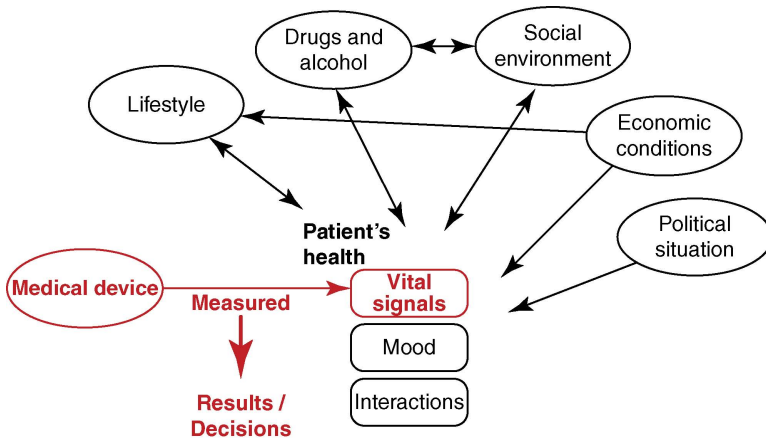 Drugs and
alcohol
Social
environment
Lifestyle
Economic
conditions
Patient's
health
Political
situation
Medical device
Measured
Vital
signals
Mood
Interactions
Results /
Decisions